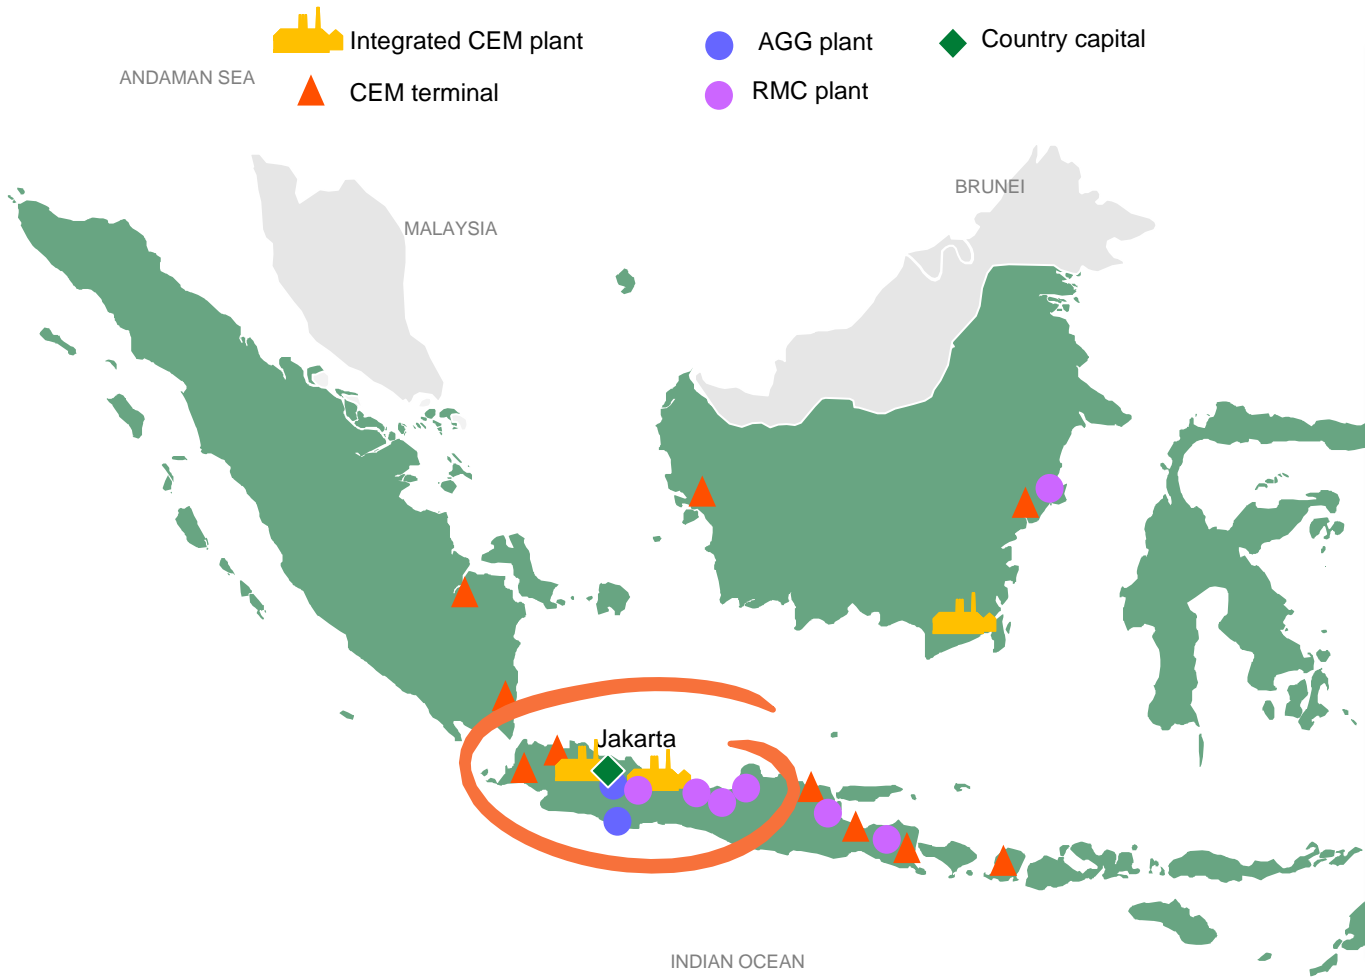 Integrated CEM plant
AGG plant
Country capital
ANDAMAN SEA
CEM terminal
RMC plant
BRUNEI
MALAYSIA
Jakarta
INDIAN OCEAN